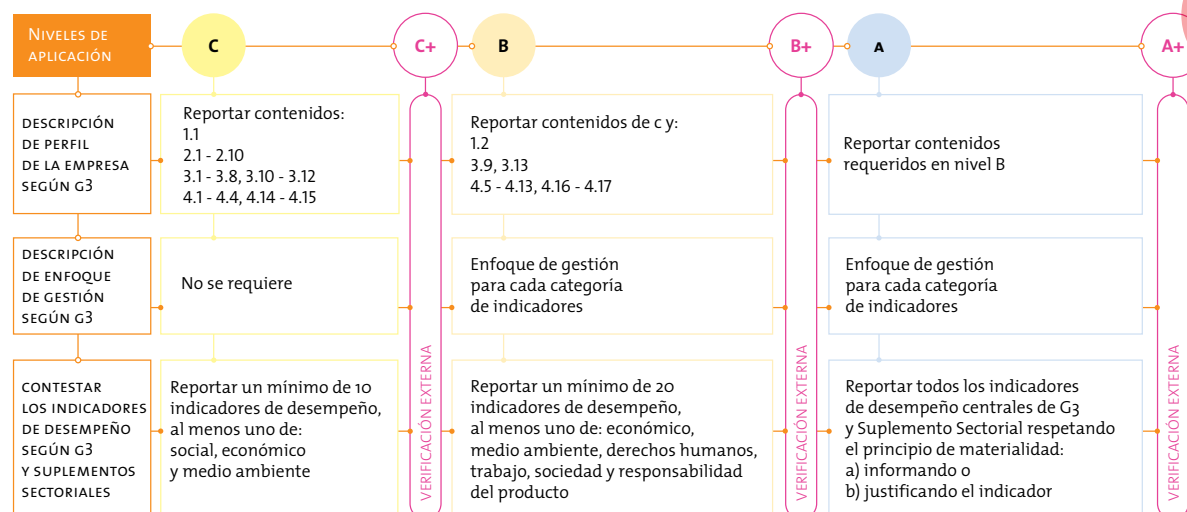 Niveles de
aplicación
C
C+
B
B+
A
A+
descripción
de perfil
de la empresa
según g3
Reportar contenidos:
1.1
2.1 - 2.10
3.1 - 3.8, 3.10 - 3.12
4.1 - 4.4, 4.14 - 4.15
Reportar contenidos de c y:
1.2
3.9, 3.13
4.5 - 4.13, 4.16 - 4.17
Reportar contenidos
requeridos en nivel B
descripción
de enfoque
de gestión
según g3
No se requiere
Enfoque de gestión
para cada categoría
de indicadores
Enfoque de gestión
para cada categoría
de indicadores
contestar
los indicadores
de desempeño
según g3
y suplementos
sectoriales
Reportar un mínimo de 10
indicadores de desempeño,
al menos uno de:
social, económico
y medio ambiente
VERIFICACIÓN EXTERNA
Reportar un mínimo de 20
indicadores de desempeño,
al menos uno de: económico,
medio ambiente, derechos humanos,
trabajo, sociedad y responsabilidad
del producto
VERIFICACIÓN EXTERNA
Reportar todos los indicadores
de desempeño centrales de G3
y Suplemento Sectorial respetando
el principio de materialidad:
a) informando o
b) justificando el indicador
VERIFICACIÓN EXTERNA